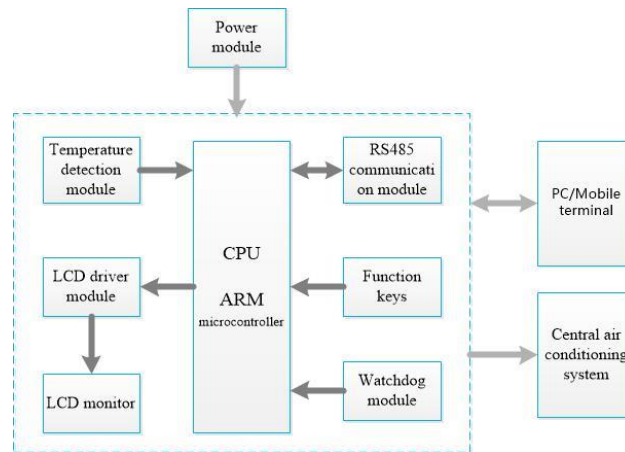 Power
module
Temperature
detection
module
CPU
ARM
microcontroller
RS485
communicati
on module
PC/Mobile
terminal
LCD driver
module
Function
keys
Central air
conditioning
system
LCD monitor
Watchdog
module